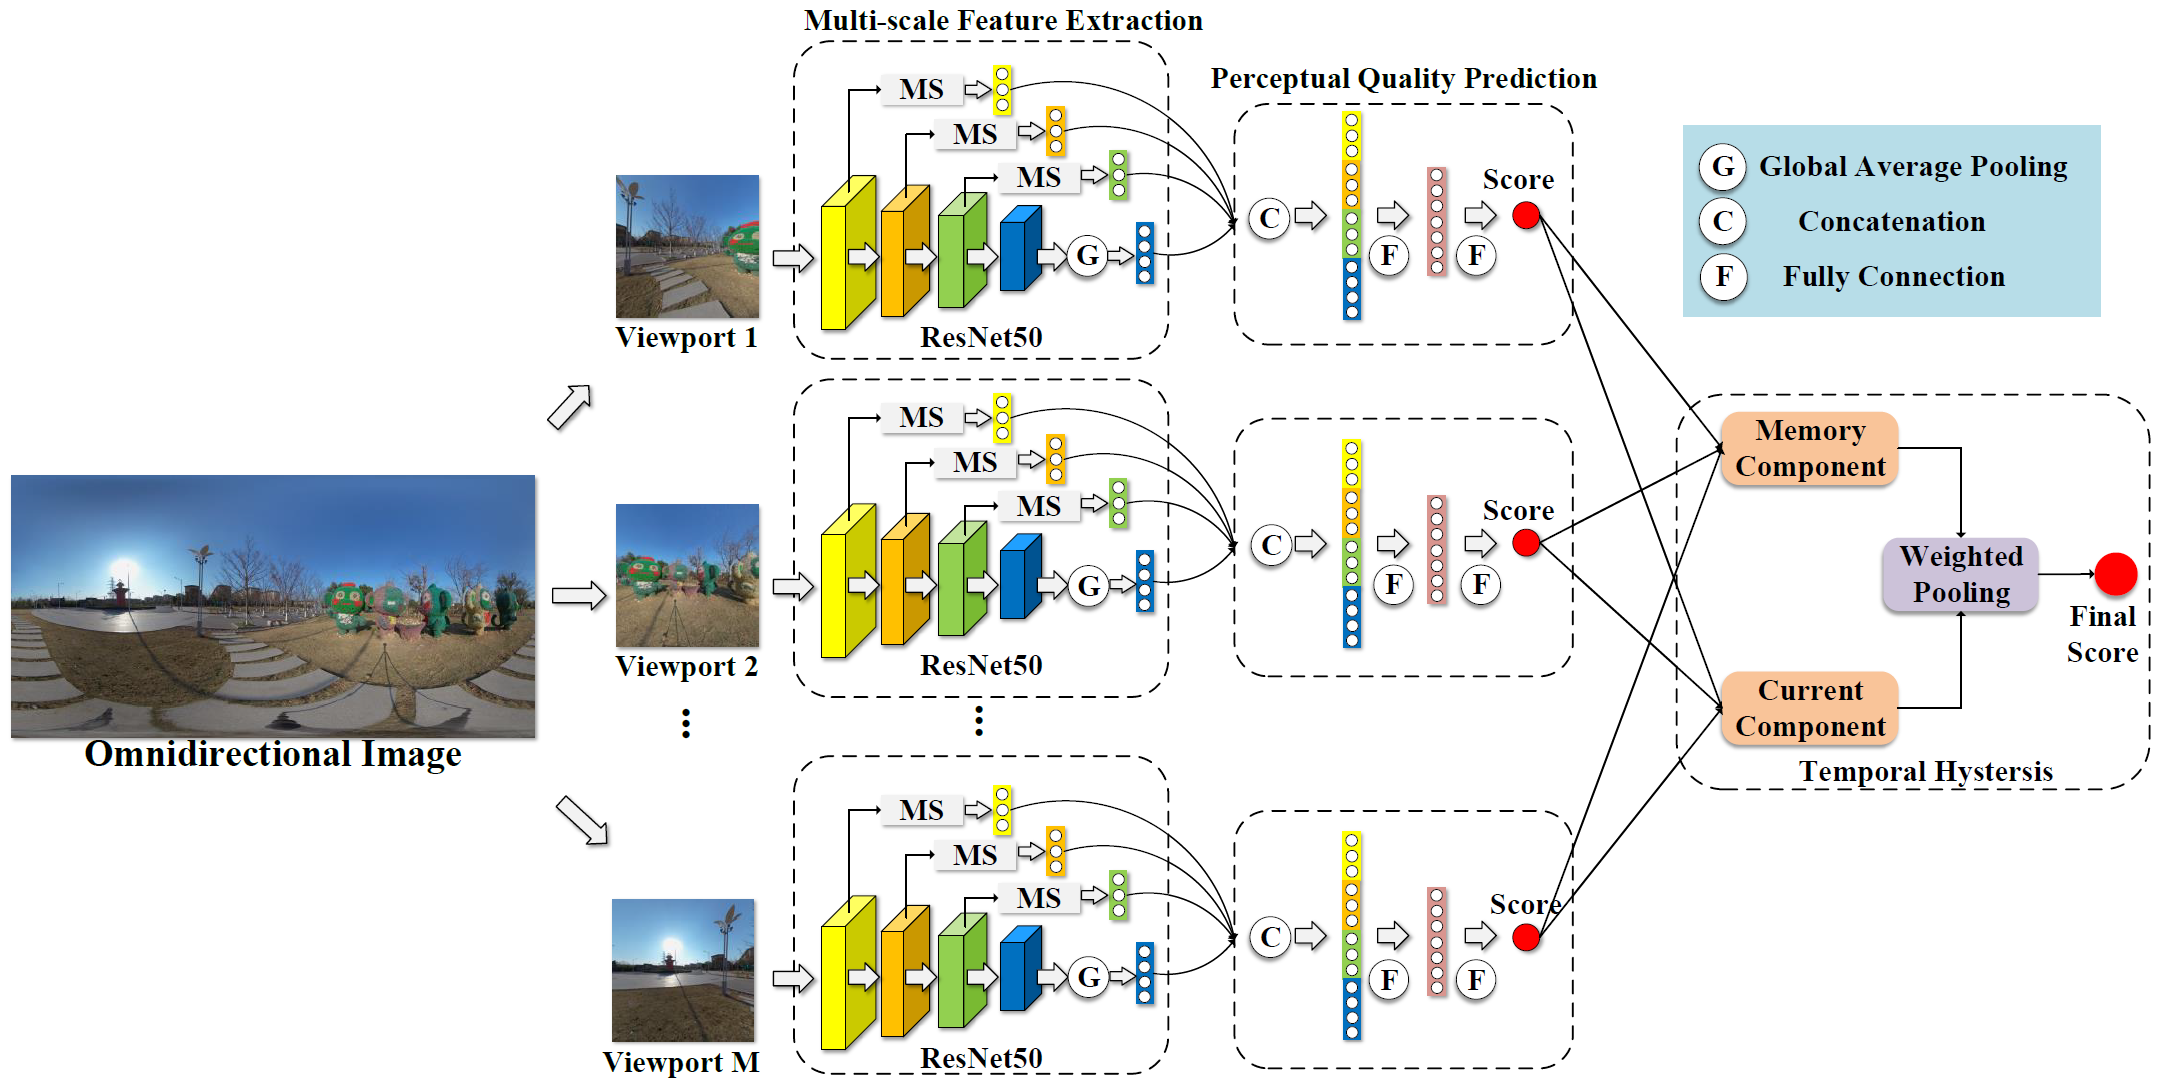 Multi-scale Feature Extraction
Perceptual Quality Prediction
MS
MS
MS
G
ResNet50
Viewport 1
C
F
F
Score
G Global Average Pooling
C Concatenation
F Fully Connection
MS
MS
MS
G
ResNet50
Viewport 2
C
F
F
Score
Omnidirectional Image
MS
MS
MS
G
ResNet50
Viewport M
C
F
F
Score
Memory
Component
Weighted
Pooling
Final
Score
Current
Component
Temporal Hystersis